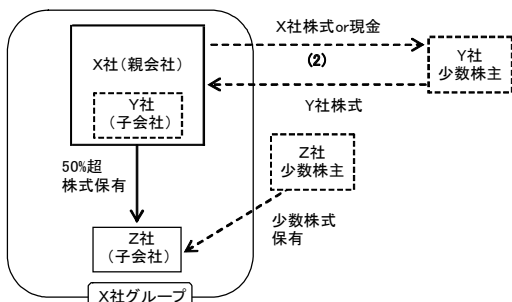 X社株式or現金
(2)
X社(親会社)
Y社
少数株主
Y社
(子会社)
Y社株式
50%超
株式保有
Z社
少数株主
少数株式
保有
Z社
(子会社)
X社グループ